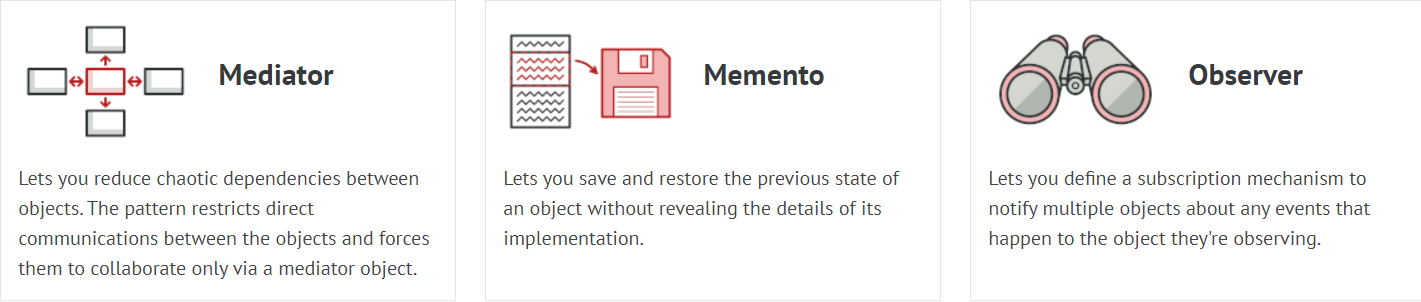 Mediator
Lets you reduce chaotic dependencies between
objects. The pattern restricts direct
communications between the objects and forces
them to collaborate only via a mediator object.
Memento
Lets you save and restore the previous state of
an object without revealing the details of its
implementation.
Observer
Lets you define a subscription mechanism to
notify multiple objects about any events that
happen to the object they're observing.